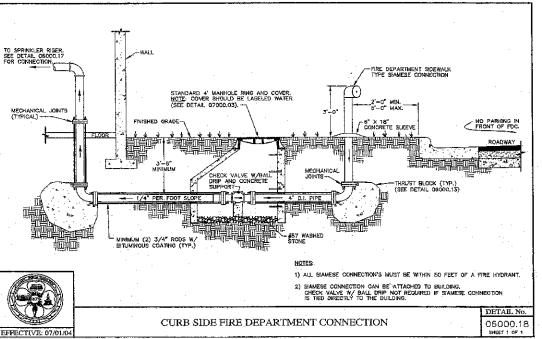 TO SPRINKLER RISER.
SEE DETAIL 05000.17
FOR CONNECTION
WALL
MECHANICAL JOINTS
(TYPICAL)
STANDARD 4' MANHOLE RING AND COVER.
NOTE: COVER SHOULD BE LABELED WATER
(SEE DETAIL 07000.03)
FIRE DEPARTMENT SIDEWALK
TYPE SIAMESE CONNECTION
2'-0" MIN.
3'-0"
6" X 18"
CONCRETE SLEEVE
NO PARKING IN
FRONT OF FDC.
FINISHED GRADE
FLOOR
ROADWAY
3'-6"
MINIMUM
CHECK VALVE W/BALL
DRIP AND CONCRETE
SUPPORT
MECHANICAL
JOINTS
THRUST BLOCK (TYP.)
(SEE DETAIL 05000.13)
1/4" PER FOOT SLOPE
4" D.I. PIPE
MINIMUM (2) 3/4" RODS W/
BITUMINOUS COATING (TYP.)
#57 WASHED
STONE
NOTES:
1) ALL SIAMESE CONNECTION'S MUST BE WITHIN 50 FEET OF A FIRE HYDRANT.
2) SIAMESE CONNECTION CAN BE ATTACHED TO BUILDING.
CHECK VALVE W/ BALL DRIP NOT REQUIRED IF SIAMESE CONNECTION
IS TIED DIRECTLY TO THE BUILDING.
EFFECTIVE: 07/01/04
CURB SIDE FIRE DEPARTMENT CONNECTION
DETAIL No.
05000.18
SHEET 1 OF 1